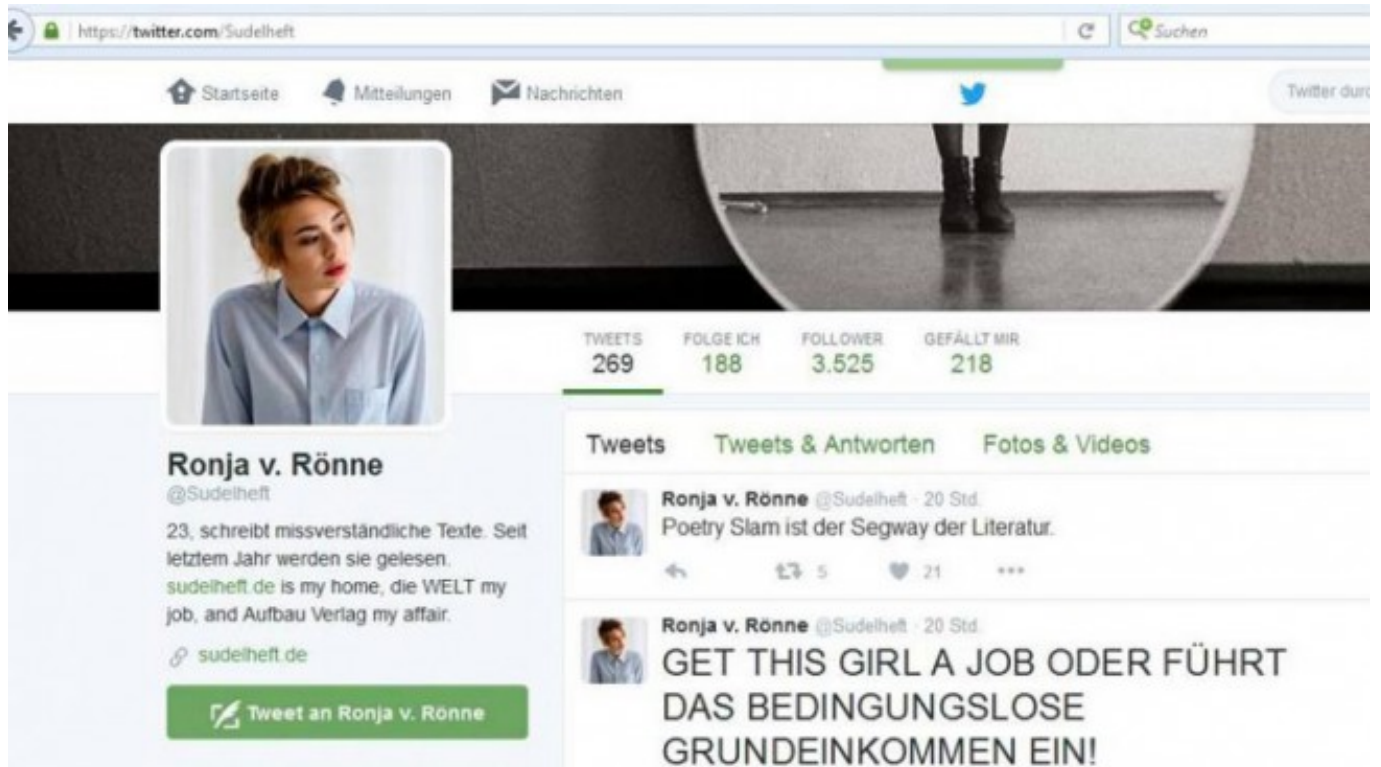 https://twitter.com/Sudelheft
Suchen
Startseite Mitteilungen Nachrichten
Twitter durc
TWEETS FOLGE ICH FOLLOWER GEFÄLLT MIR
269 188 3.525 218
Ronja v. Rönne
@Sudelheft
23, schreibt missverständliche Texte. Seit
letztem Jahr werden sie gelesen.
sudelheft.de is my home, die WELT my
job, and Aufbau Verlag my affair.
sudelheft.de
Tweet an Ronja v. Rönne
Tweets Tweets & Antworten Fotos & Videos
Ronja v. Rönne @Sudelheft · 20 Std.
Poetry Slam ist der Segway der Literatur.
5 21
Ronja v. Rönne @Sudelheft · 20 Std.
GET THIS GIRL A JOB ODER FÜHRT
DAS BEDINGUNGSLOSE
GRUNDEINKOMMEN EIN!